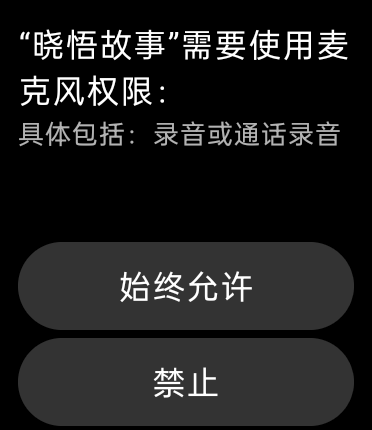 “晓悟故事”需要使用麦
克风权限：
具体包括：录音或通话录音
始终允许
禁止